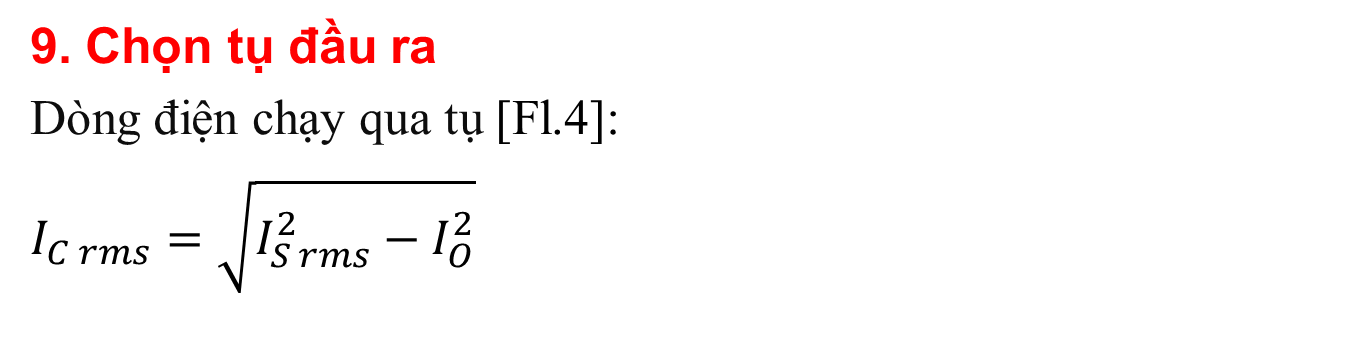 9. Chọn tụ đầu ra
Dòng điện chạy qua tụ [Fl.4]:
I_{C rms} = \sqrt{I_{S rms}^2 − I_O^2}